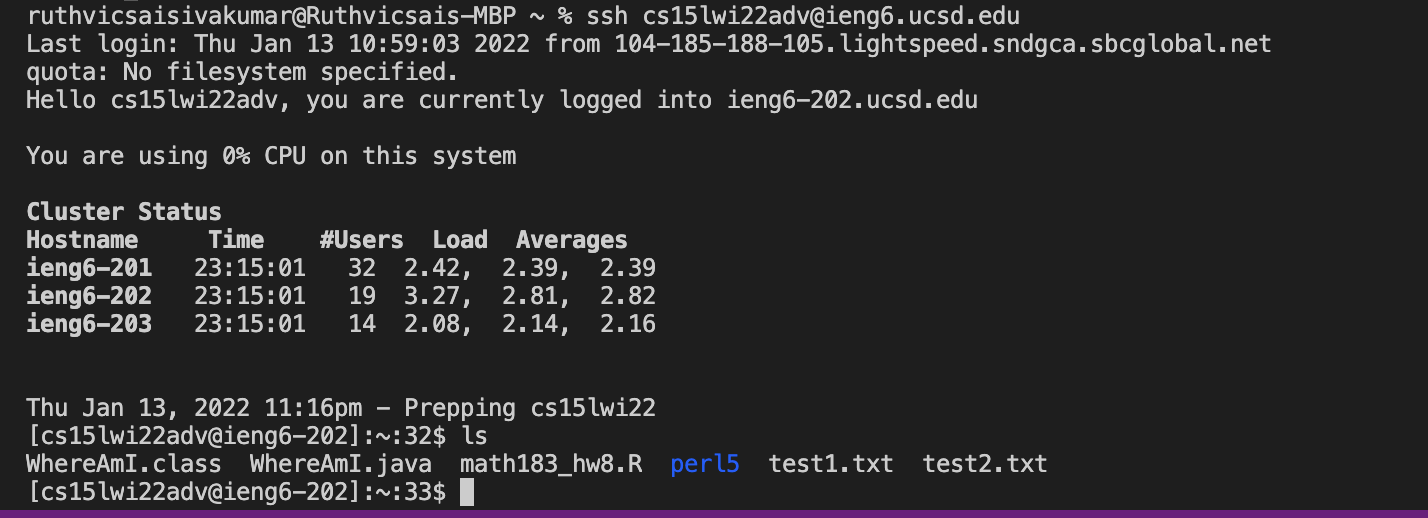 ruthvicsaisivakumar@Ruthvicsais-MBP ~ % ssh cs15lwi22adv@ieng6.ucsd.edu
Last login: Thu Jan 13 10:59:03 2022 from 104-185-188-105.lightspeed.sndgca.sbcglobal.net
quota: No filesystem specified.
Hello cs15lwi22adv, you are currently logged into ieng6-202.ucsd.edu
You are using 0% CPU on this system
Cluster Status
Hostname     Time    #Users  Load  Averages
ieng6-201   23:15:01   32  2.42,  2.39,  2.39
ieng6-202   23:15:01   19  3.27,  2.81,  2.82
ieng6-203   23:15:01   14  2.08,  2.14,  2.16
Thu Jan 13, 2022 11:16pm - Prepping cs15lwi22
[cs15lwi22adv@ieng6-202]:~:32$ ls
WhereAmI.class  WhereAmI.java  math183_hw8.R  perl5  test1.txt  test2.txt
[cs15lwi22adv@ieng6-202]:~:33$